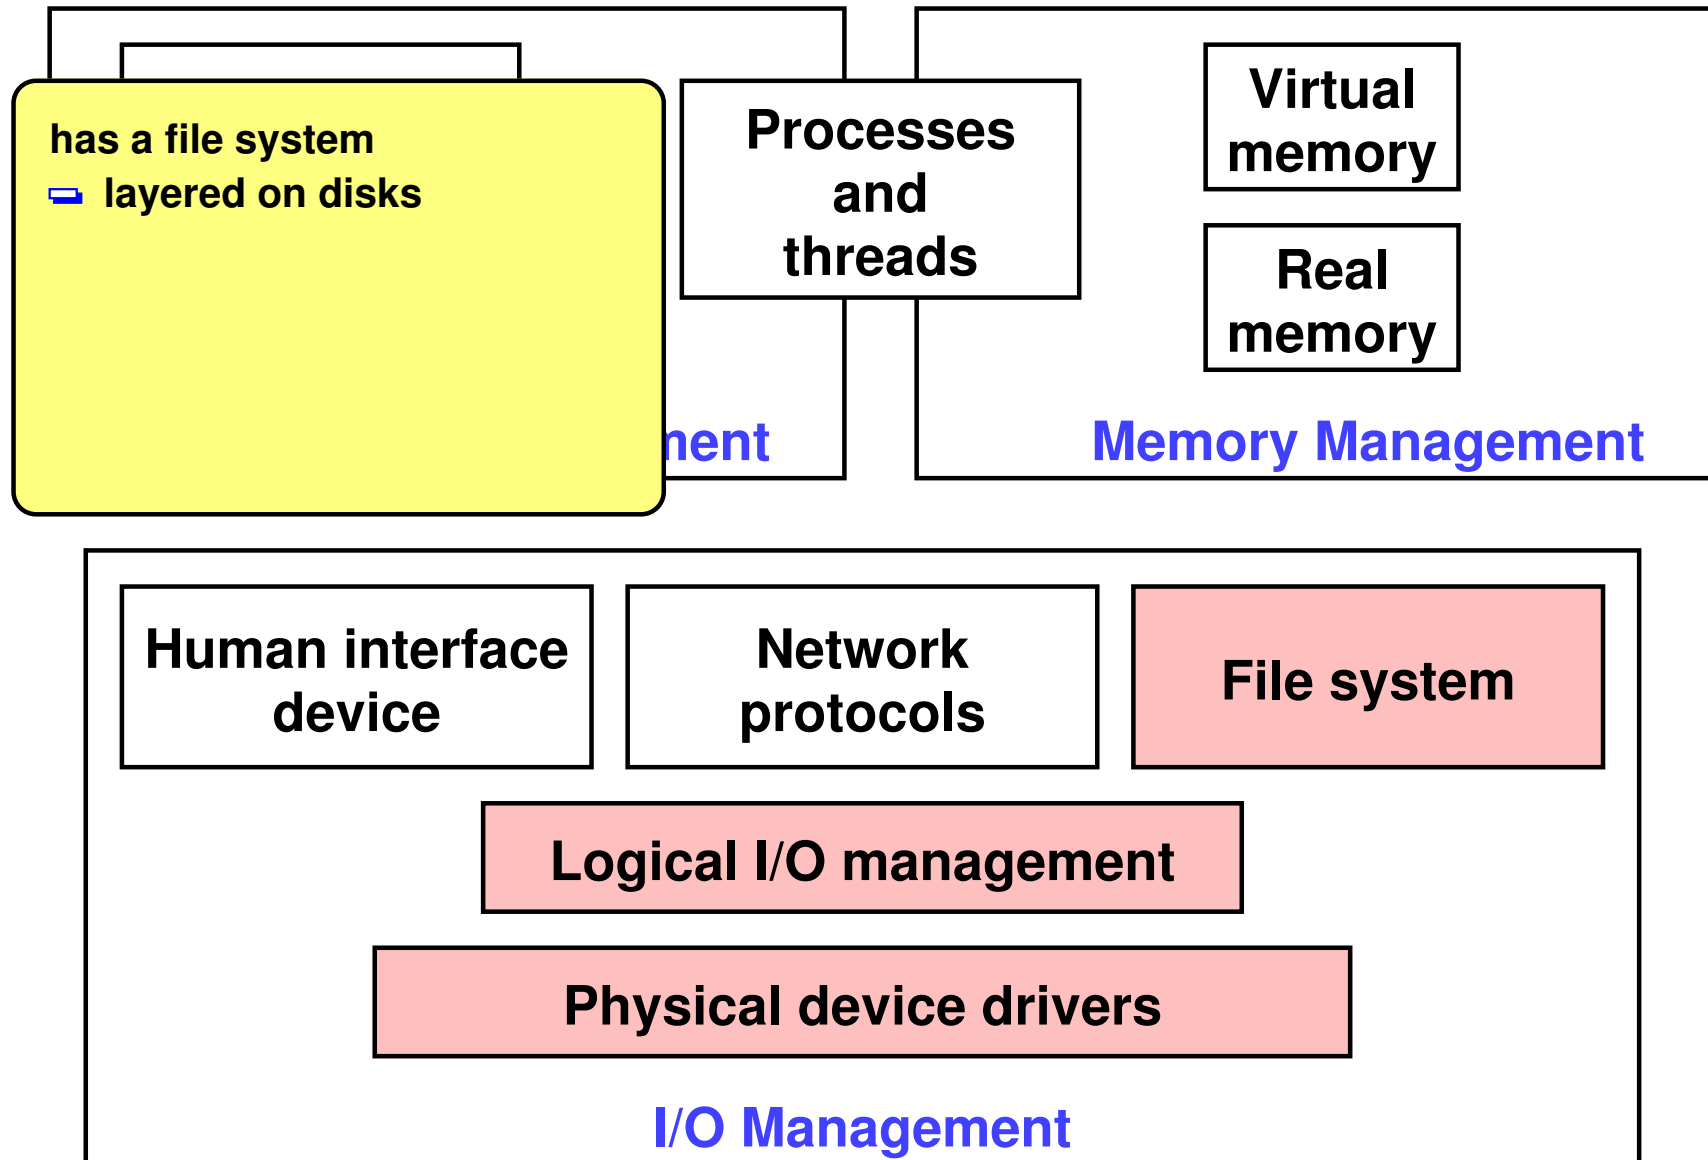 has a file system
layered on disks
Processes
and
threads
Virtual
memory
Real
memory
Memory Management
Human interface
device
Network
protocols
File system
Logical I/O management
Physical device drivers
I/O Management